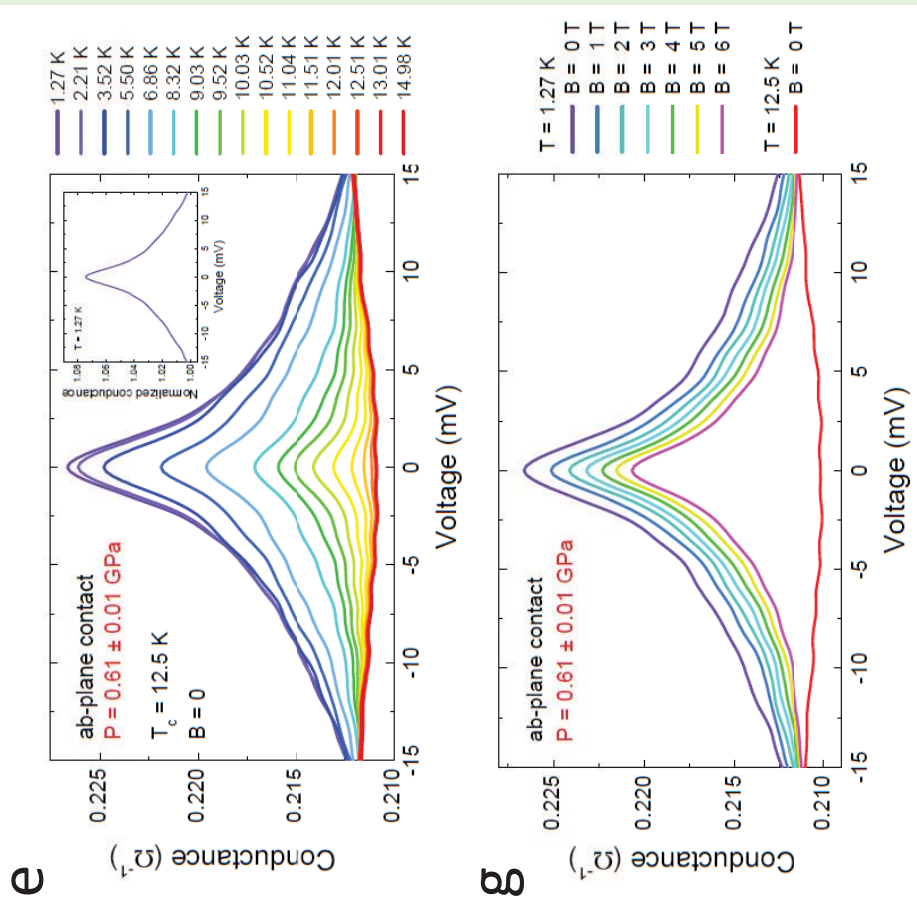 e
Conductance (Ω⁻¹)
0.225
0.220
0.215
0.210
ab-plane contact
P = 0.61 ± 0.01 GPa
T_c = 12.5 K
B = 0
-15
-10
-5
0
5
10
15
Voltage (mV)
Normalized conductance
1.08
1.06
1.04
1.02
1.00
T = 1.27 K
-15
-10
-5
0
5
10
15
Voltage (mV)
1.27 K
2.21 K
3.52 K
5.50 K
6.86 K
8.32 K
9.03 K
9.52 K
10.03 K
10.52 K
11.04 K
11.51 K
12.01 K
12.51 K
13.01 K
14.98 K
g
Conductance (Ω⁻¹)
0.225
0.220
0.215
0.210
ab-plane contact
P = 0.61 ± 0.01 GPa
-15
-10
-5
0
5
10
15
Voltage (mV)
T = 1.27 K
B = 0 T
B = 1 T
B = 2 T
B = 3 T
B = 4 T
B = 5 T
B = 6 T
T = 12.5 K
B = 0 T